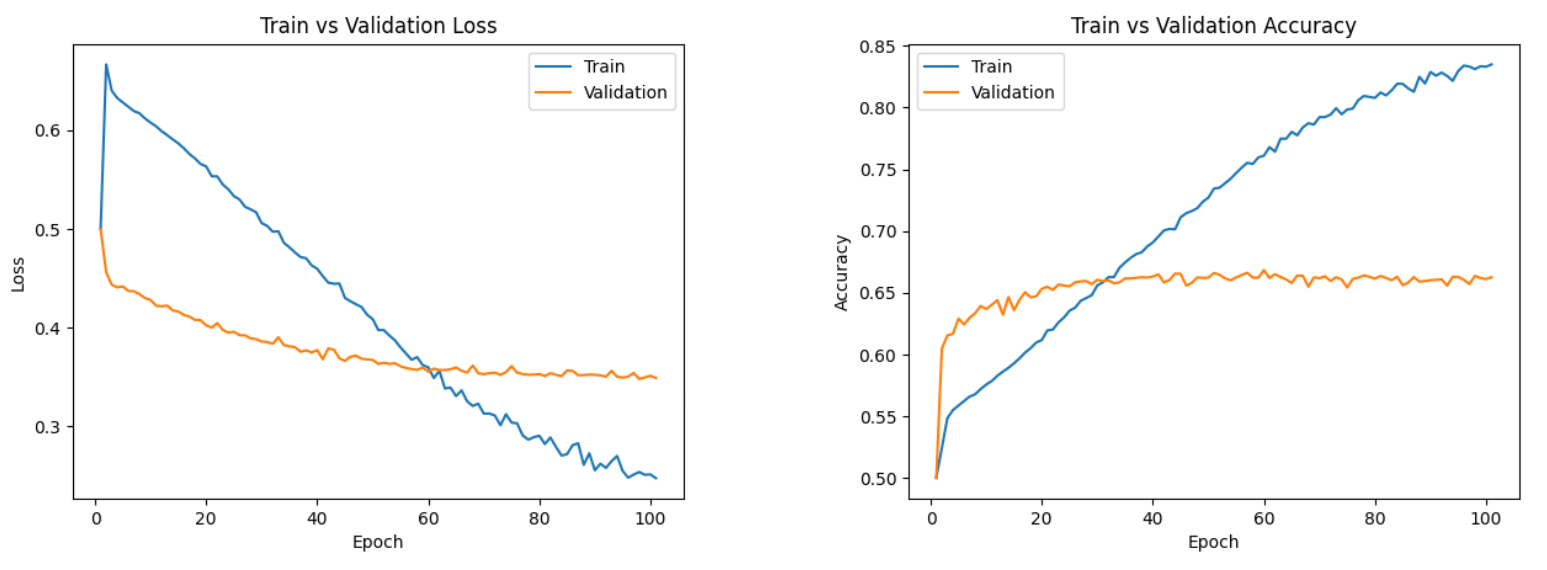 Train vs Validation Loss
Train
Validation
0.6
0.5
0.4
0.3
Loss
0 20 40 60 80 100
Epoch
Train vs Validation Accuracy
Train
Validation
0.85
0.80
0.75
0.70
0.65
0.60
0.55
0.50
Accuracy
0 20 40 60 80 100
Epoch